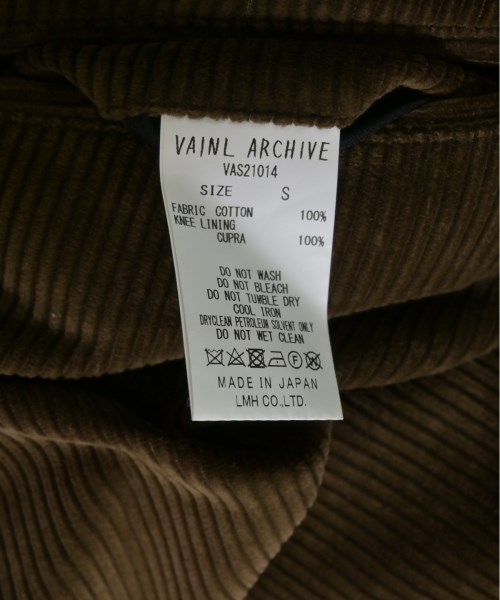 VAINL ARCHIVE
VAS21014
SIZE S
FABRIC COTTON 100%
KNEE LINING
CUPRA 100%
DO NOT WASH
DO NOT BLEACH
DO NOT TUMBLE DRY
COOL IRON
DRYCLEAN PETROLEUM SOLVENT ONLY
DO NOT WET CLEAN
F
MADE IN JAPAN
LMH CO.,LTD.